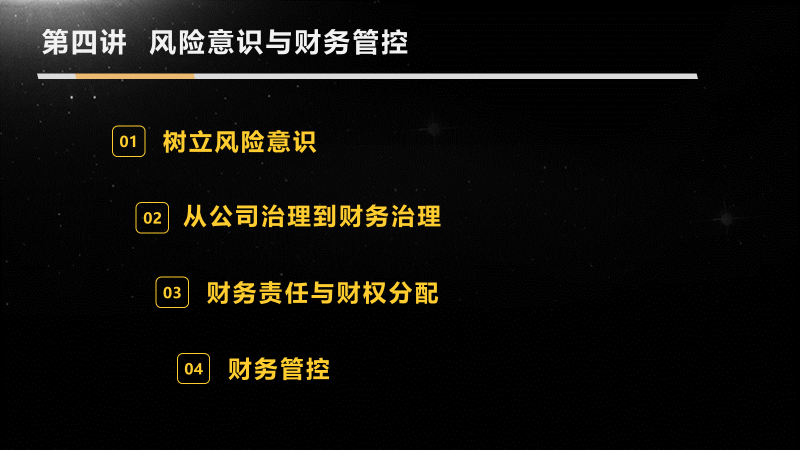 第四讲 风险意识与财务管控
01 树立风险意识
02 从公司治理到财务治理
03 财务责任与财权分配
04 财务管控